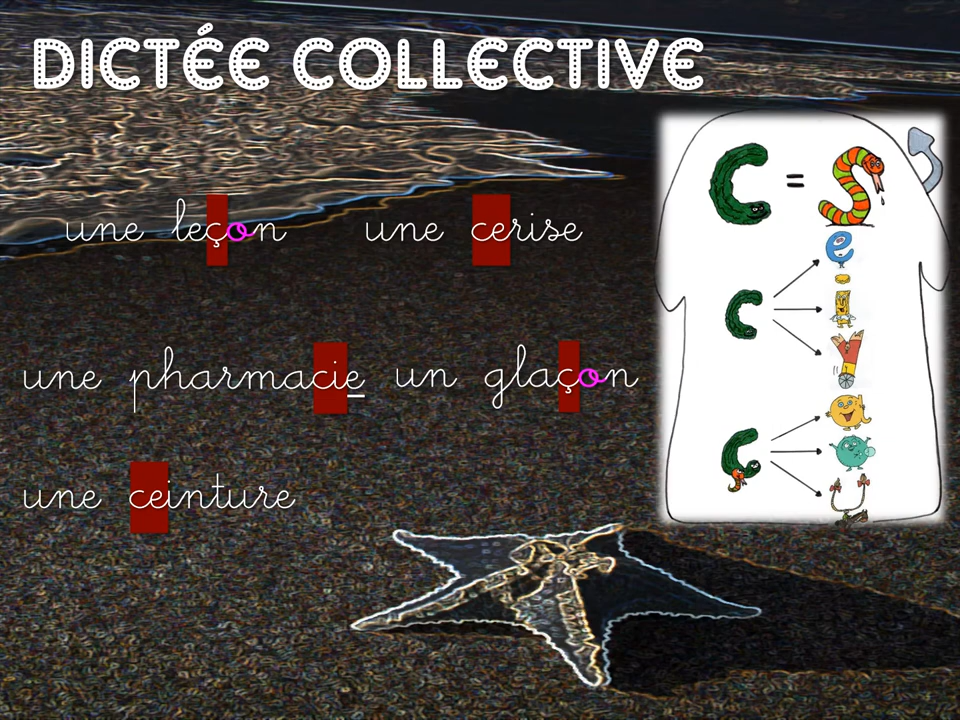 DICTÉE COLLECTIVE
une leçon une cerise
une pharmacie un glaçon
une ceinture
c = s
c e
i
y
ç a
o
u